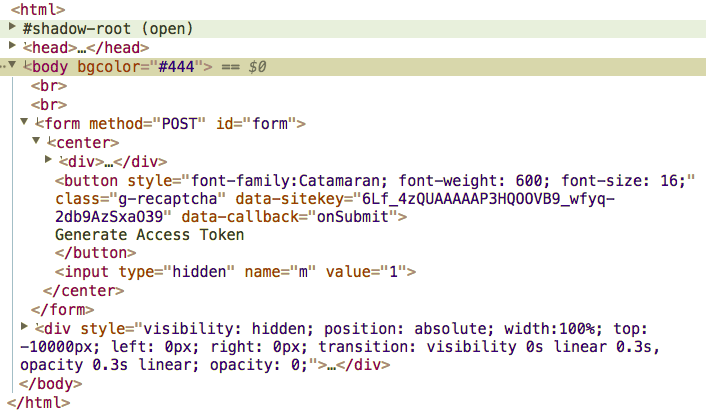 <html>
#shadow-root (open)
<head>…</head>
…<body bgcolor="#444"> == $0
<br>
<br>
<form method="POST" id="form">
<center>
<div>…</div>
<button style="font-family:Catamaran; font-weight: 600; font-size: 16;"
class="g-recaptcha" data-sitekey="6Lf_4zQUAAAAAP3HQOOVB9_wfyq-
2db9AzSxaO39" data-callback="onSubmit">
Generate Access Token
</button>
<input type="hidden" name="m" value="1">
</center>
</form>
<div style="visibility: hidden; position: absolute; width:100%; top:
-10000px; left: 0px; right: 0px; transition: visibility 0s linear 0.3s,
opacity 0.3s linear; opacity: 0;">…</div>
</body>
</html>